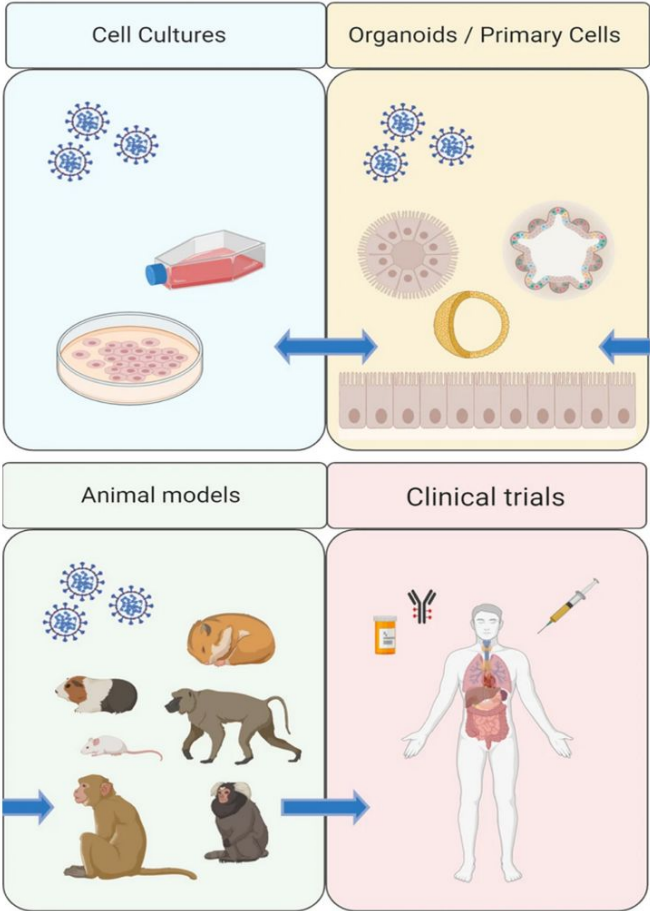 Cell Cultures
Organoids / Primary Cells
Animal models
Clinical trials